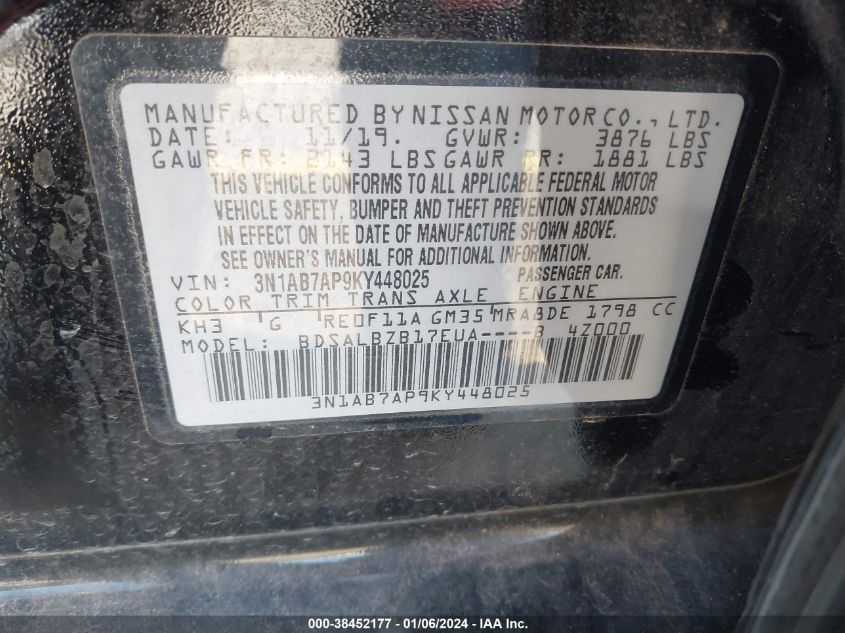 MANUFACTURED BY NISSAN MOTOR CO., LTD.
DATE: 11/19. GVWR: 3876 LBS
GAWR FR: 2143 LBS GAWR RR: 1881 LBS
THIS VEHICLE CONFORMS TO ALL APPLICABLE FEDERAL MOTOR
VEHICLE SAFETY, BUMPER AND THEFT PREVENTION STANDARDS
IN EFFECT ON THE DATE OF MANUFACTURE SHOWN ABOVE.
SEE OWNER'S MANUAL FOR ADDITIONAL INFORMATION.
VIN: 3N1AB7AP9KY448025 PASSENGER CAR.
COLOR TRIM TRANS AXLE ENGINE
KH3 G RE0F11A GM35 MRA8DE 1798 CC
MODEL: BDSALBZB17EUA----B 4Z000
3N1AB7AP9KY448025
000-38452177 - 01/06/2024 - IAA Inc.